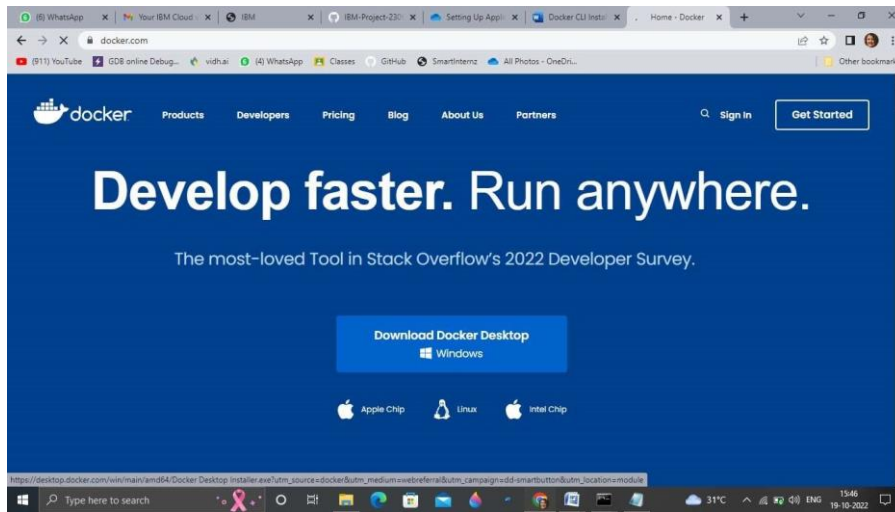 (6) WhatsApp
Your IBM Cloud
IBM
IBM-Project-230
Setting Up Appli
Docker CLI Instal
Home - Docker
docker.com
(911) YouTube
GDB online Debug...
vidh.ai
(4) WhatsApp
Classes
GitHub
SmartInternz
All Photos - OneDri...
Other bookmark
docker
Products
Developers
Pricing
Blog
About Us
Partners
Sign In
Get Started
Develop faster. Run anywhere.
The most-loved Tool in Stack Overflow's 2022 Developer Survey.
Download Docker Desktop
Windows
Apple Chip
Linux
Intel Chip
https://desktop.docker.com/win/main/amd64/Docker Desktop Installer.exe?utm_source=docker&utm_medium=webreferral&utm_campaign=dd-smartbutton&utm_location=module
Type here to search
31°C
ENG
15:46
19-10-2022